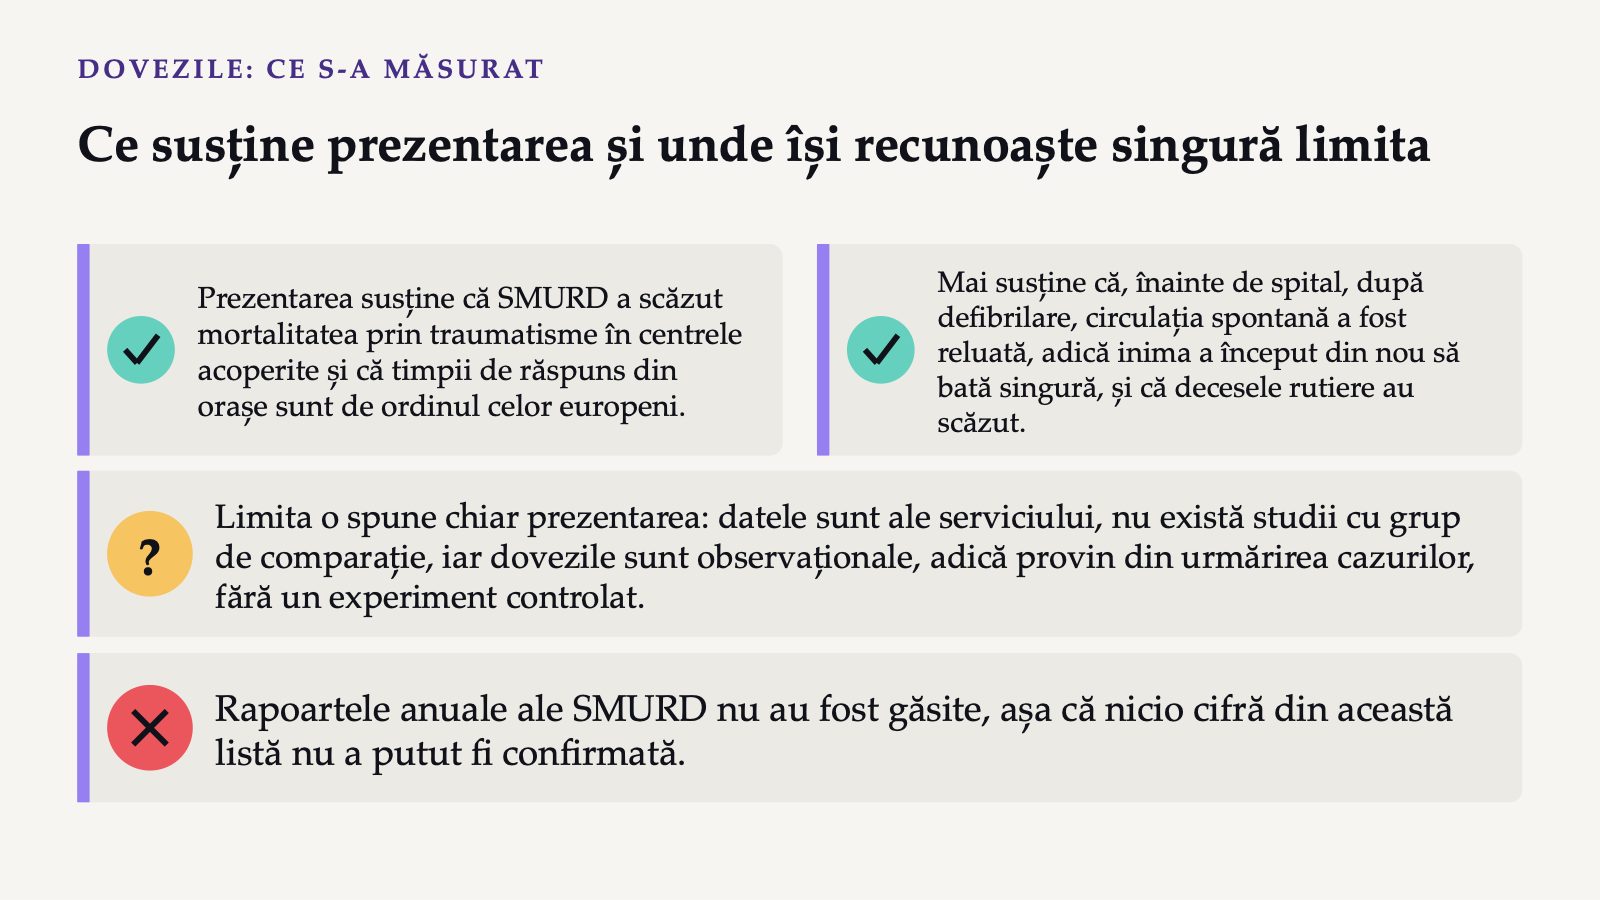 DOVEZILE: CE S-A MĂSURAT
Ce susține prezentarea și unde își recunoaște singură limita
Prezentarea susține că SMURD a scăzut
mortalitatea prin traumatisme în centrele
acoperite și că timpii de răspuns din
orașe sunt de ordinul celor europeni.
Mai susține că, înainte de spital, după
defibrilare, circulația spontană a fost
reluată, adică inima a început din nou să
bată singură, și că decesele rutiere au
scăzut.
?
Limita o spune chiar prezentarea: datele sunt ale serviciului, nu există studii cu grup
de comparație, iar dovezile sunt observaționale, adică provin din urmărirea cazurilor,
fără un experiment controlat.
Rapoartele anuale ale SMURD nu au fost găsite, așa că nicio cifră din această
listă nu a putut fi confirmată.